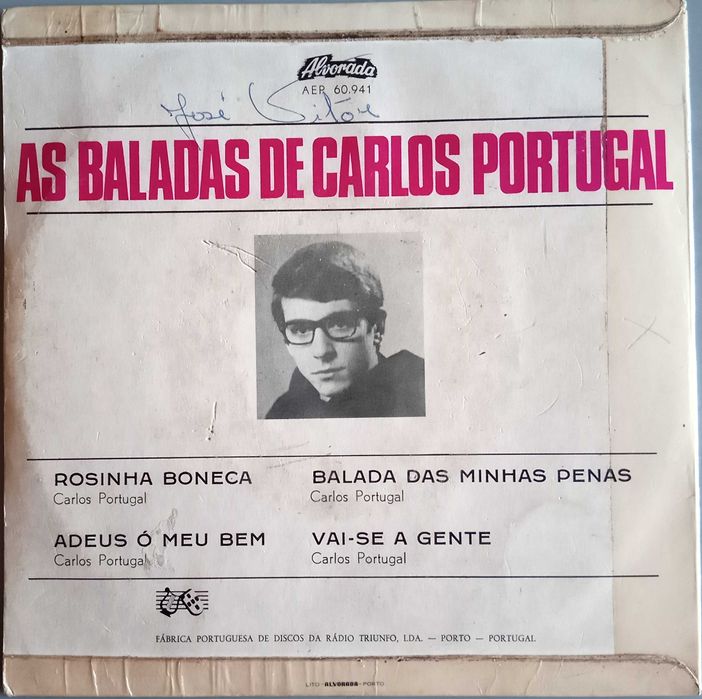 Alvorada
AEP 60.941
José Vitór
AS BALADAS DE CARLOS PORTUGAL
ROSINHA BONECA
Carlos Portugal
BALADA DAS MINHAS PENAS
Carlos Portugal
ADEUS Ó MEU BEM
Carlos Portugal
VAI-SE A GENTE
Carlos Portugal
FÁBRICA PORTUGUESA DE DISCOS DA RÁDIO TRIUNFO, LDA. — PORTO — PORTUGAL
LITO-ALVORADA-PORTO